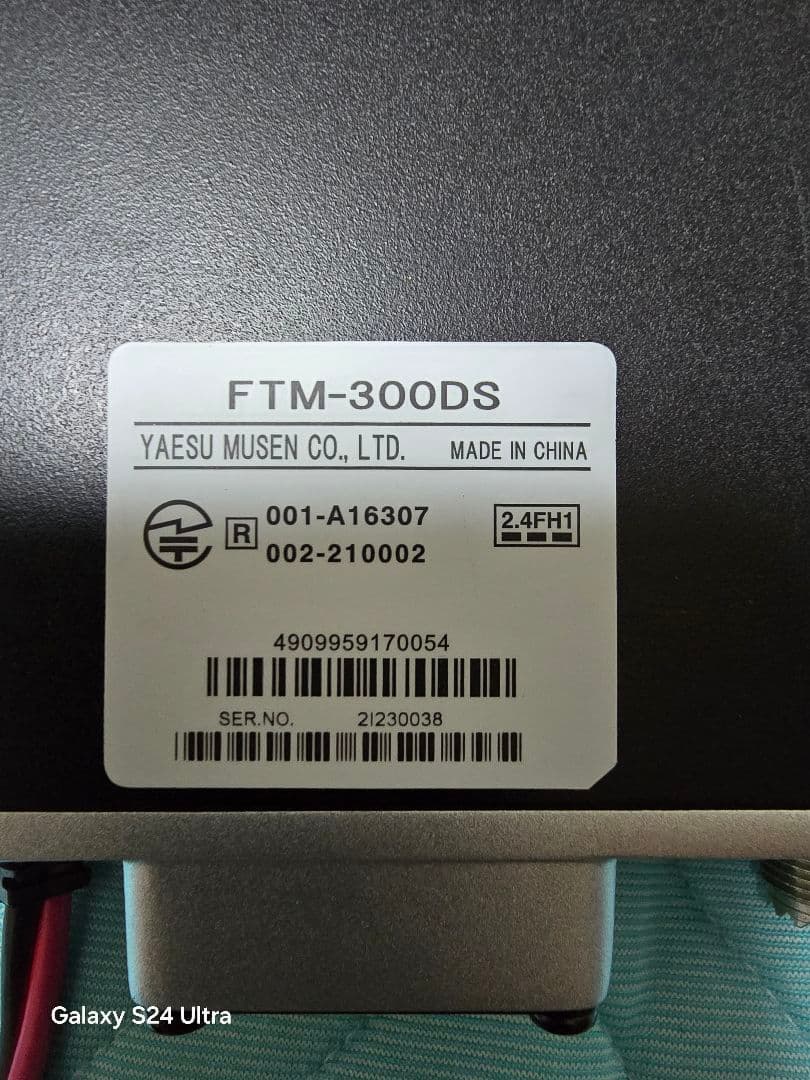 FTM-300DS
YAESU MUSEN CO., LTD. MADE IN CHINA
R 001-A16307 2.4FH1
002-210002
4909959170054
SER.NO. 2I230038
Galaxy S24 Ultra